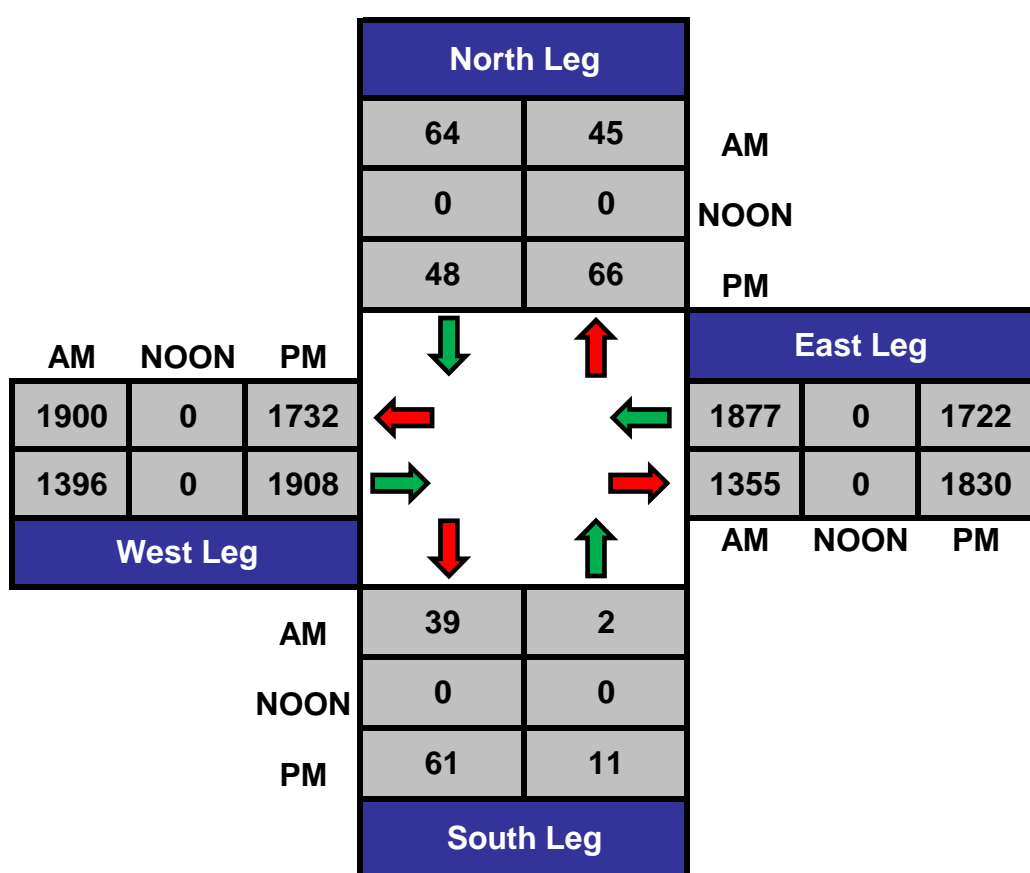 North Leg
64 45 AM
0 0 NOON
48 66 PM
AM NOON PM East Leg
1900 0 1732 1877 0 1722
1396 0 1908 1355 0 1830
West Leg AM NOON PM
AM 39 2
NOON 0 0
PM 61 11
South Leg